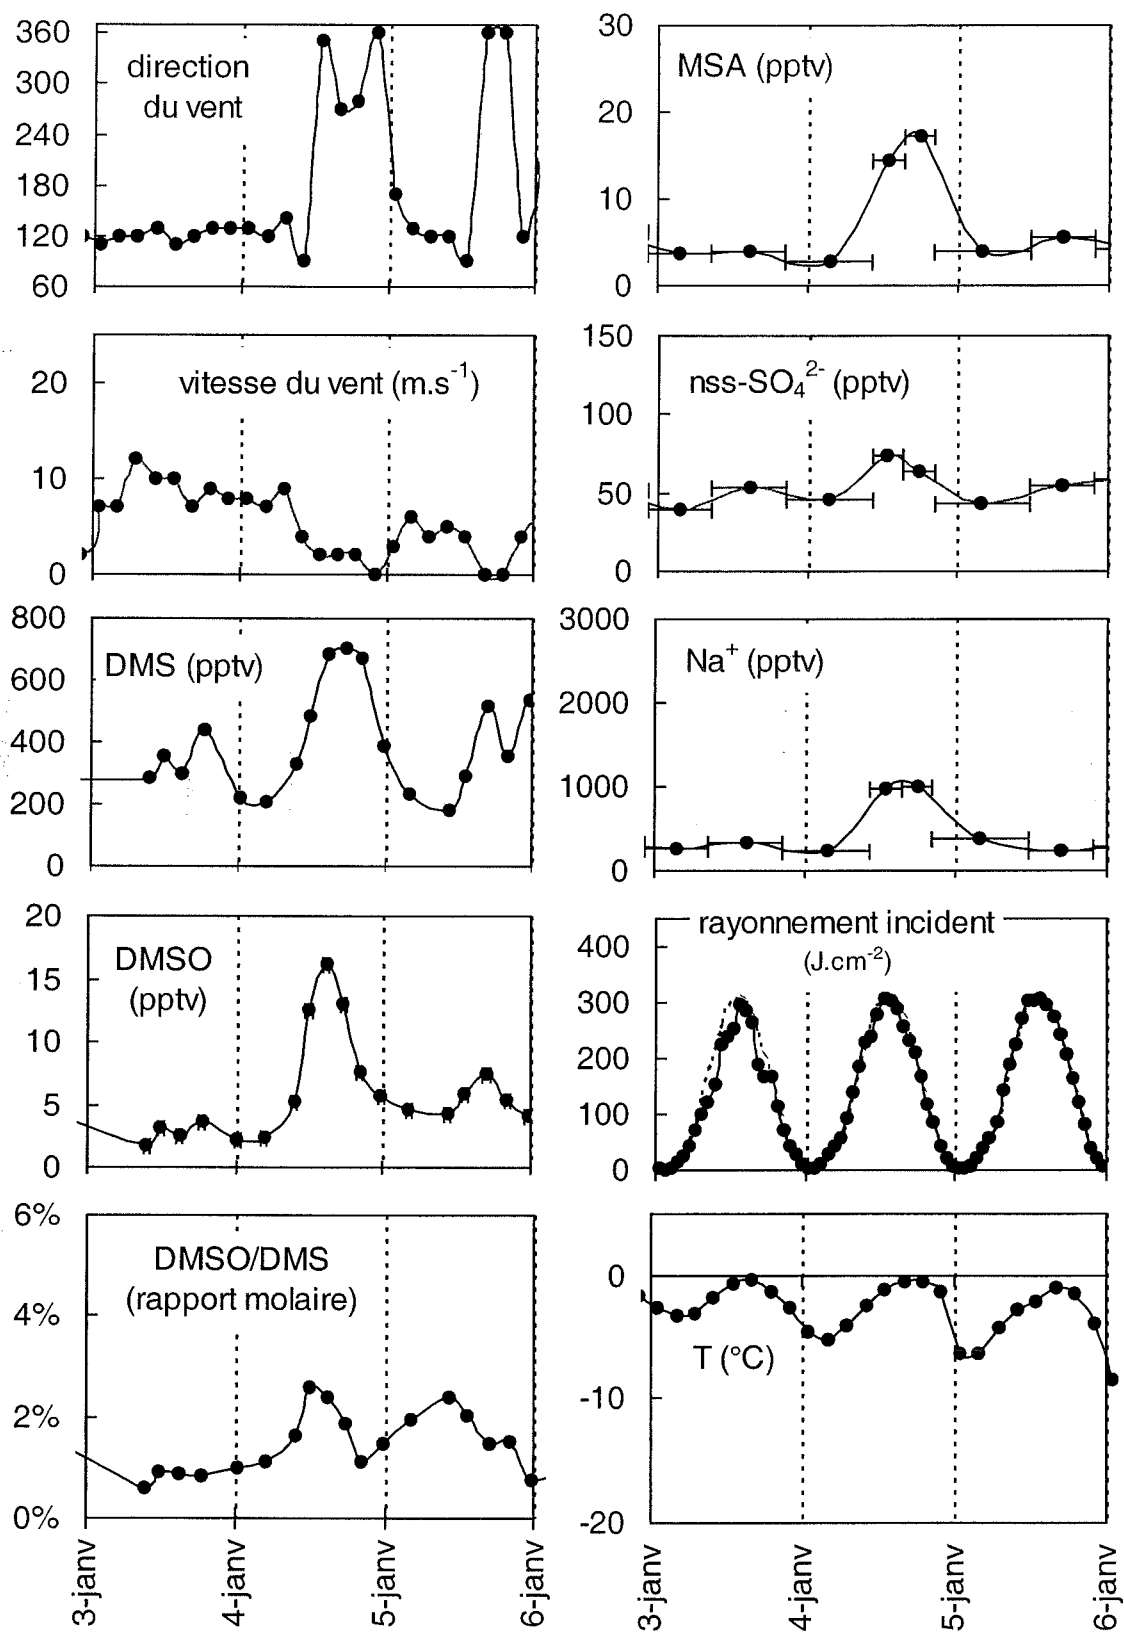 360
300
240
180
120
60
direction
du vent
30
20
10
0
MSA (pptv)
20
10
0
vitesse du vent (m.s⁻¹)
150
100
50
0
nss-SO₄²⁻ (pptv)
800
600
400
200
0
DMS (pptv)
3000
2000
1000
0
Na⁺ (pptv)
20
15
10
5
0
DMSO
(pptv)
400
300
200
100
0
rayonnement incident
(J.cm⁻²)
6%
4%
2%
0%
DMSO/DMS
(rapport molaire)
3-janv
4-janv
5-janv
6-janv
0
-10
-20
T (°C)
3-janv
4-janv
5-janv
6-janv